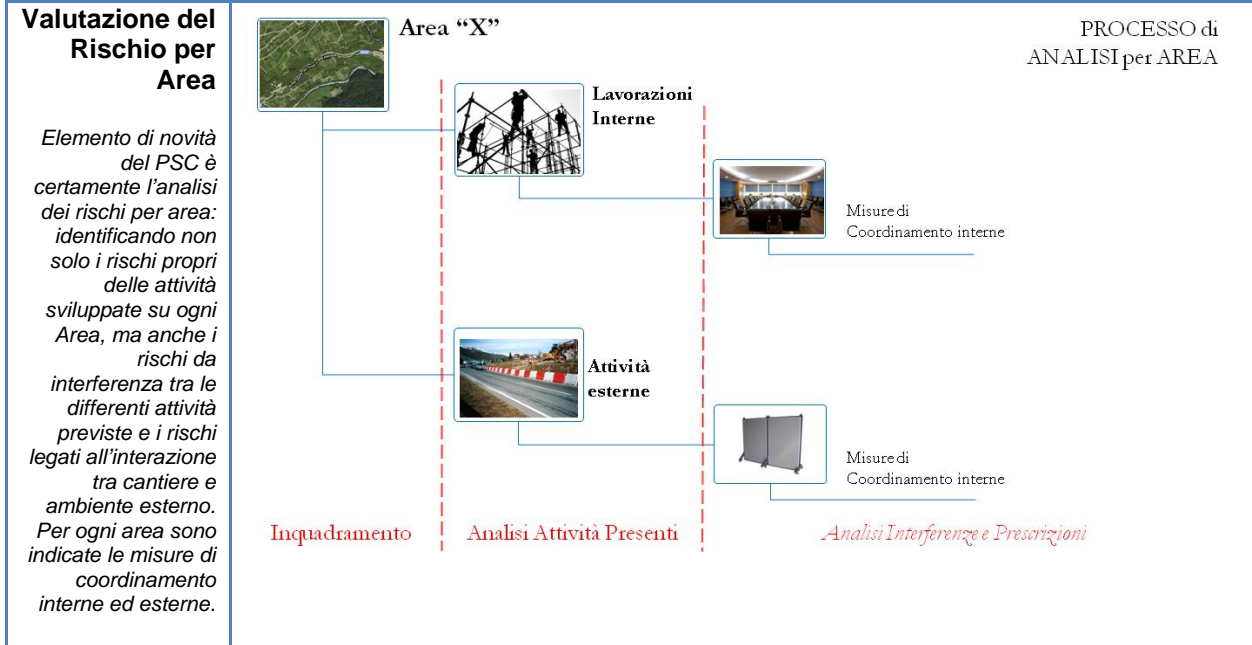 Valutazione del
Rischio per
Area
Elemento di novità
del PSC è
certamente l'analisi
dei rischi per area:
identificando non
solo i rischi propri
delle attività
sviluppate su ogni
Area, ma anche i
rischi da
interferenza tra le
differenti attività
previste e i rischi
legati all'interazione
tra cantiere e
ambiente esterno.
Per ogni area sono
indicate le misure di
coordinamento
interne ed esterne.
Area “X”
PROCESSO di
ANALISI per AREA
Lavorazioni
Interne
Misure di
Coordinamento interne
Attività
esterne
Misure di
Coordinamento interne
Inquadramento
Analisi Attività Presenti
Analisi Interferenze e Prescrizioni